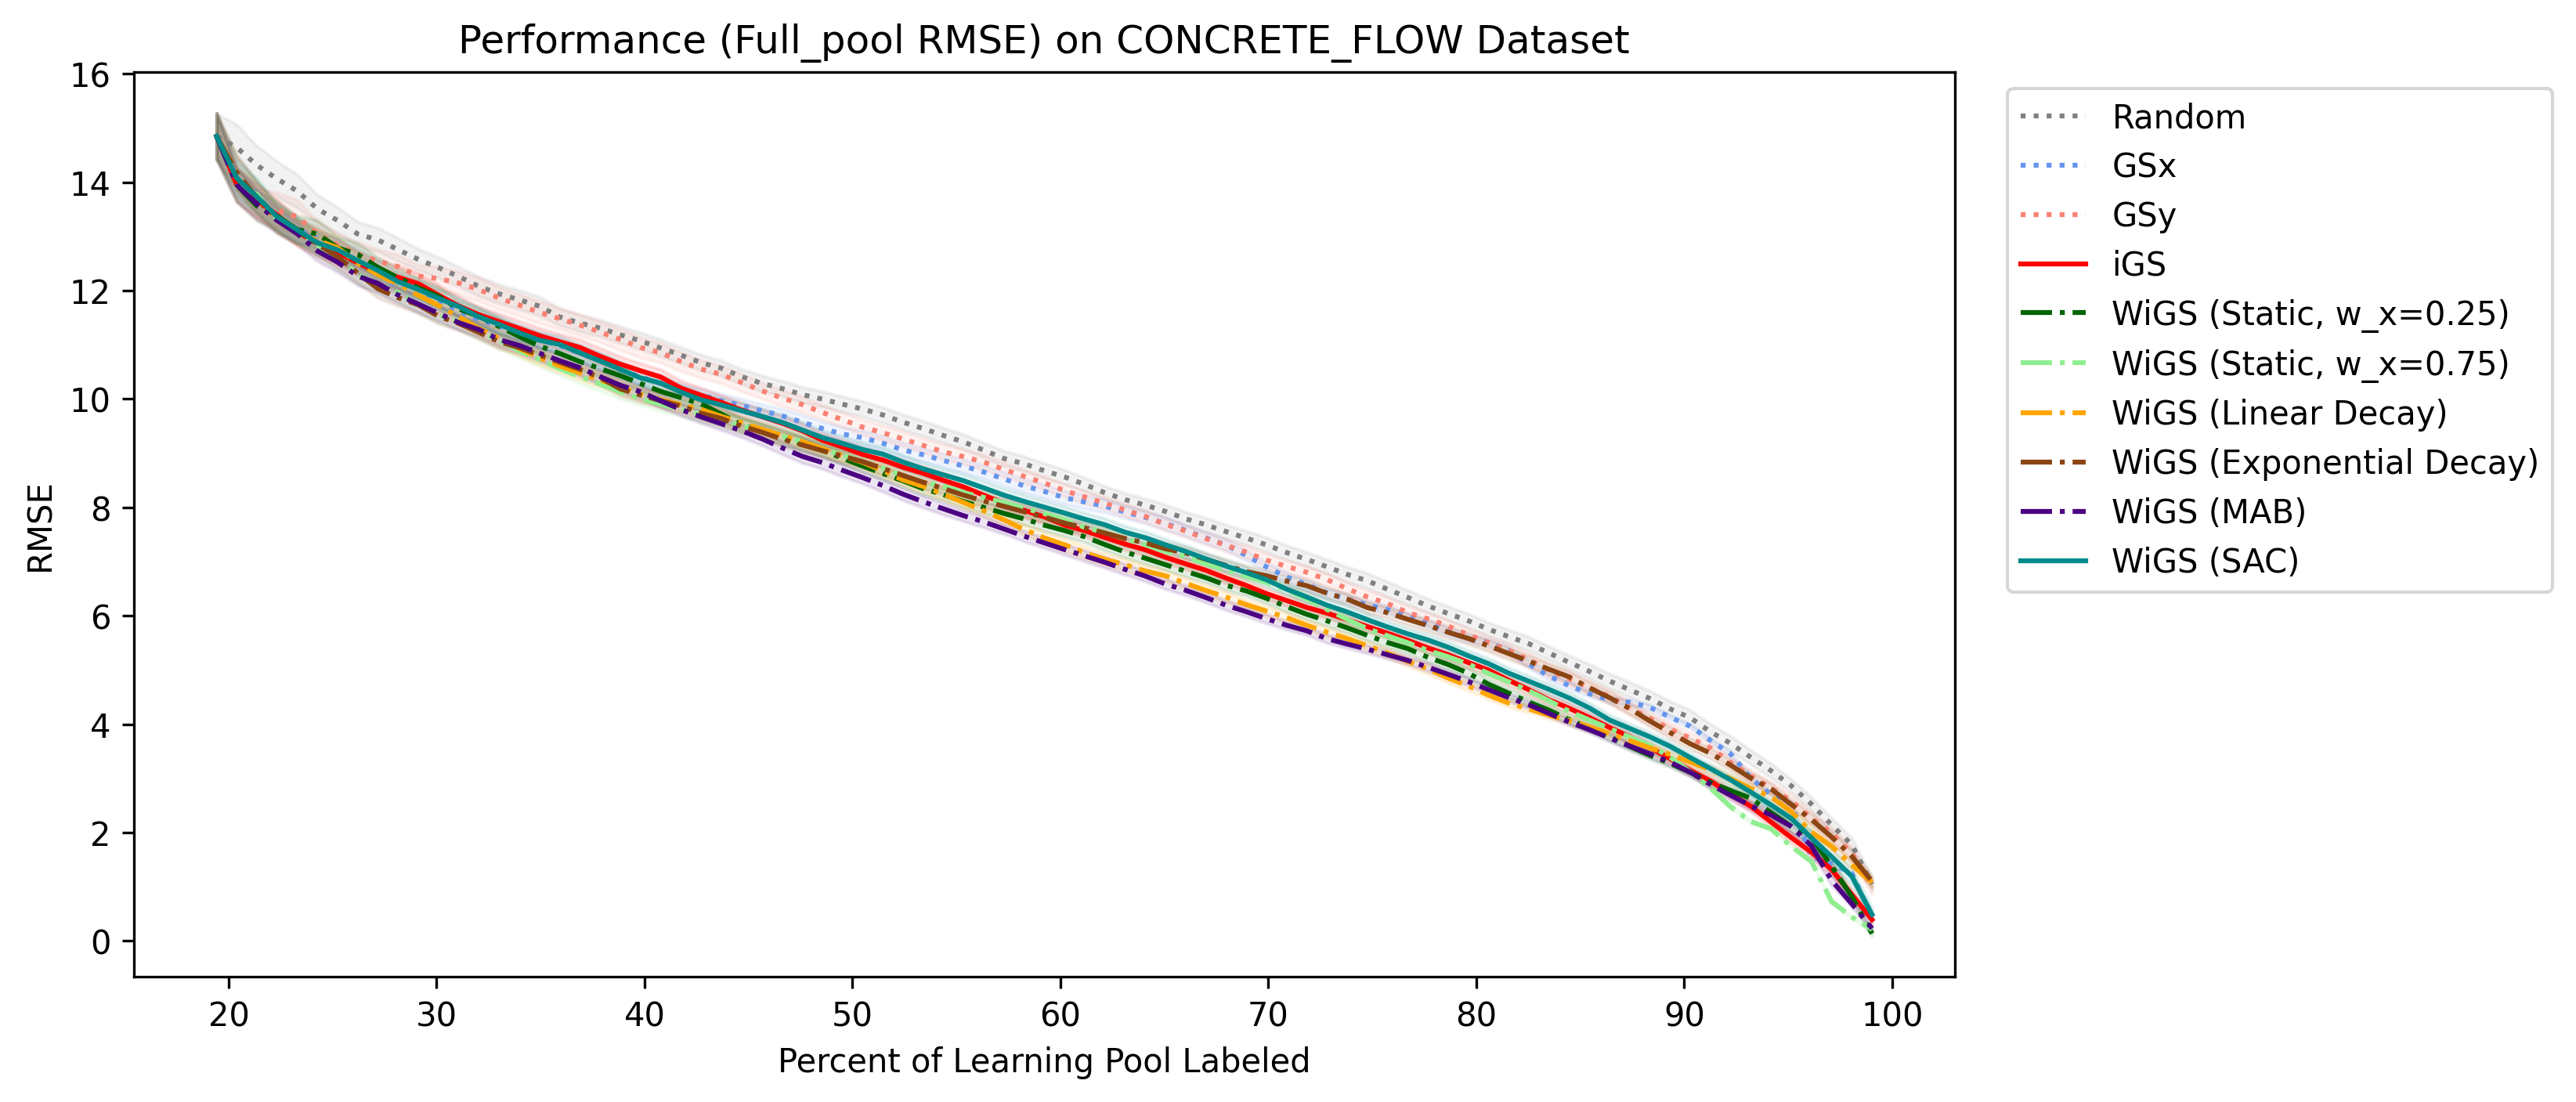 Performance (Full_pool RMSE) on CONCRETE_FLOW Dataset
16
14
12
10
8
6
4
2
0
RMSE
20 30 40 50 60 70 80 90 100
Percent of Learning Pool Labeled
Random
GSx
GSy
iGS
WiGS (Static, w_x=0.25)
WiGS (Static, w_x=0.75)
WiGS (Linear Decay)
WiGS (Exponential Decay)
WiGS (MAB)
WiGS (SAC)